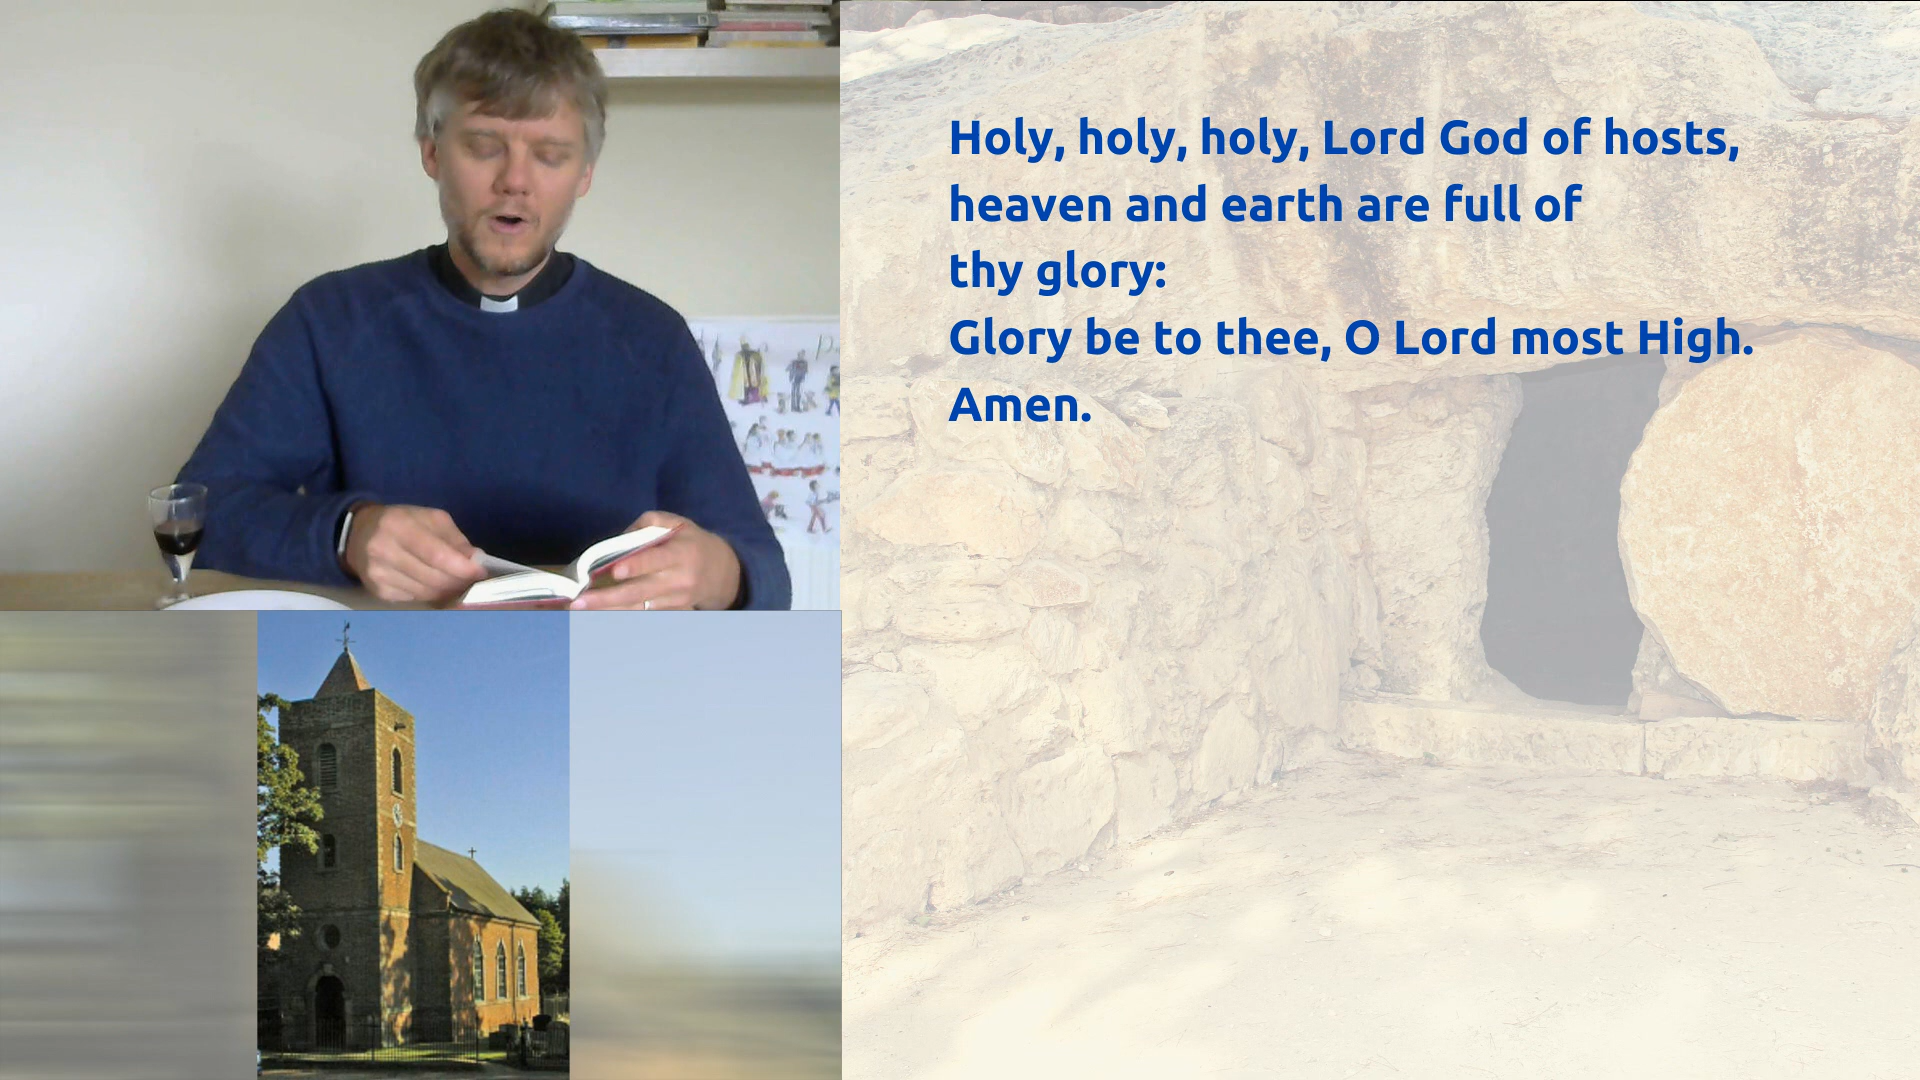 Holy, holy, holy, Lord God of hosts,
heaven and earth are full of
thy glory:
Glory be to thee, O Lord most High.
Amen.